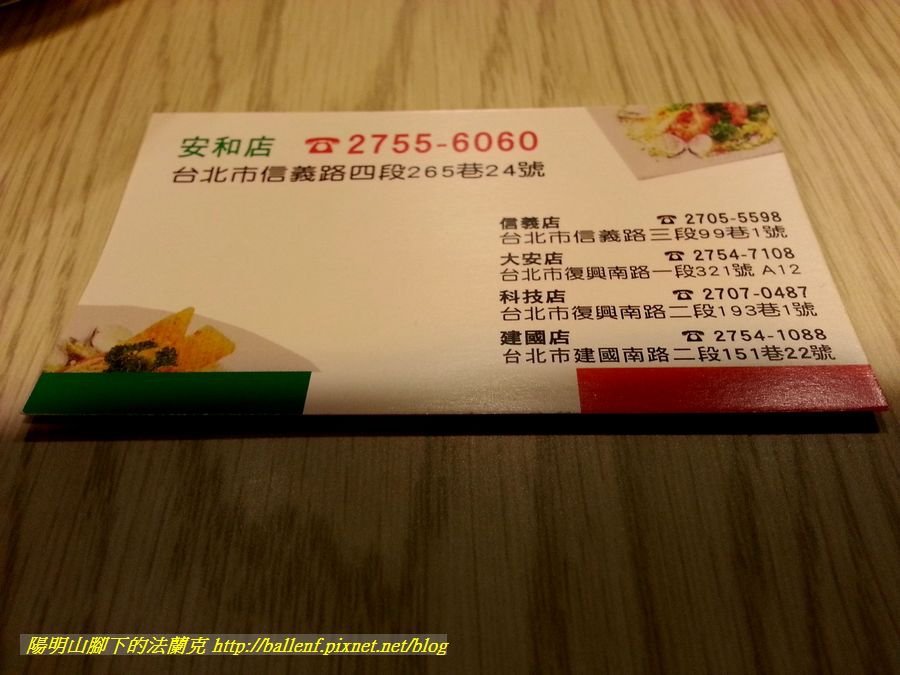 安和店 ☎2755-6060
台北市信義路四段265巷24號
信義店 ☎ 2705-5598
台北市信義路三段99巷1號
大安店 ☎ 2754-7108
台北市復興南路一段321號 A12
科技店 ☎ 2707-0487
台北市復興南路二段193巷1號
建國店 ☎ 2754-1088
台北市建國南路二段151巷22號
陽明山腳下的法蘭克 http://ballenf.pixnet.net/blog